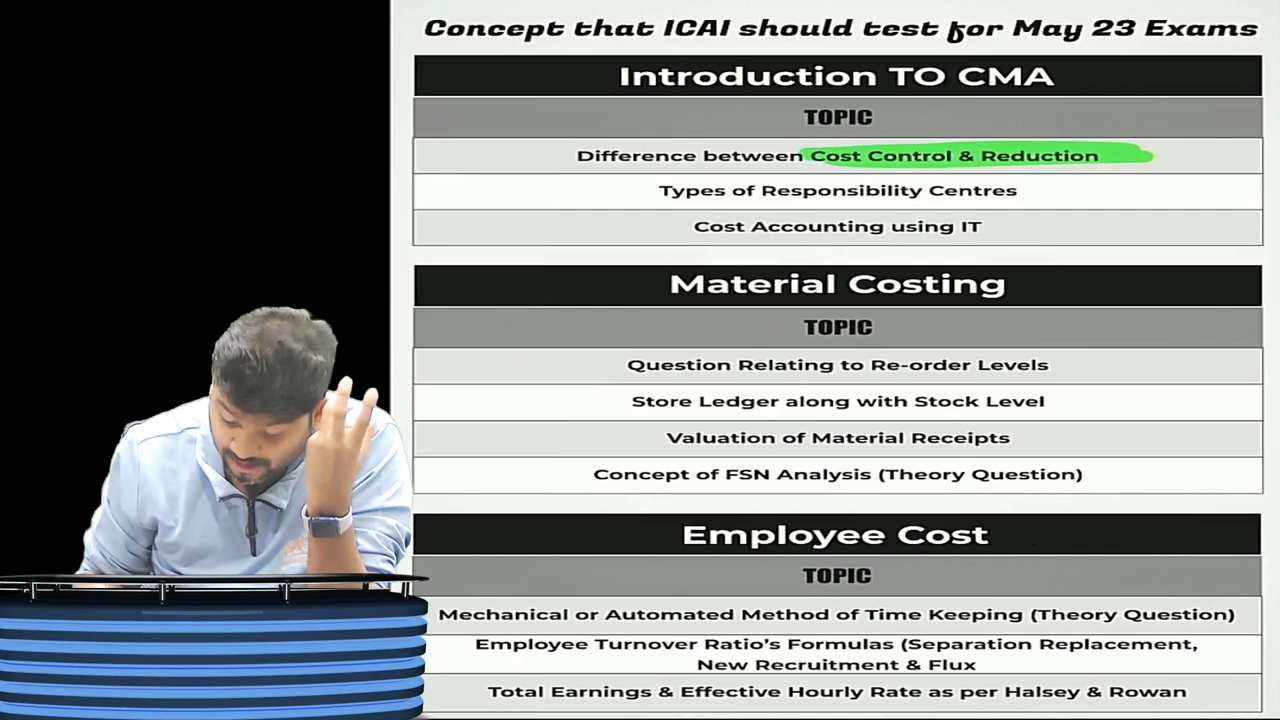 Concept that ICAI should test for May 23 Exams
Introduction TO CMA
TOPIC
Difference between Cost Control & Reduction
Types of Responsibility Centres
Cost Accounting using IT
Material Costing
TOPIC
Question Relating to Re-order Levels
Store Ledger along with Stock Level
Valuation of Material Receipts
Concept of FSN Analysis (Theory Question)
Employee Cost
TOPIC
Mechanical or Automated Method of Time Keeping (Theory Question)
Employee Turnover Ratio's Formulas (Separation Replacement,
New Recruitment & Flux
Total Earnings & Effective Hourly Rate as per Halsey & Rowan